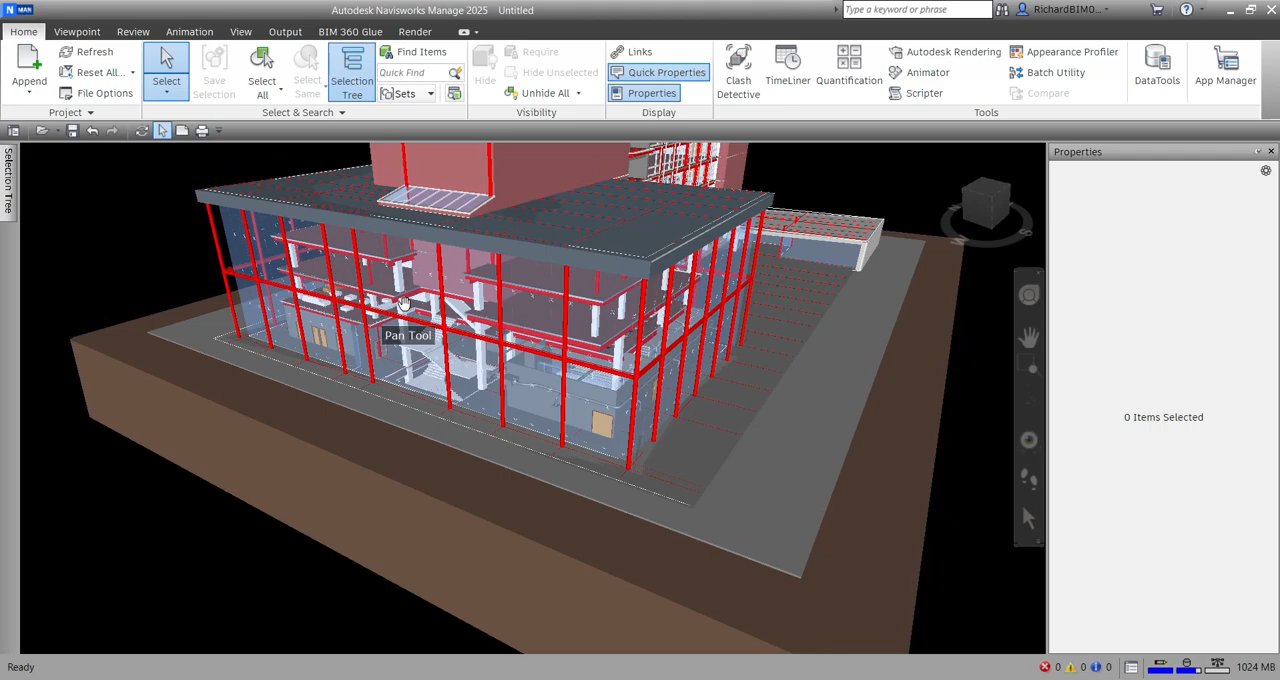 MAN
Autodesk Navisworks Manage 2025 Untitled
Type a keyword or phrase
RichardBIMO...
Home Viewpoint Review Animation View Output BIM 360 Glue Render
Append
Refresh
Reset All...
File Options
Project
Select
Save Selection
Select All
Select Same
Selection Tree
Find Items
Quick Find
Sets
Select & Search
Hide
Require
Hide Unselected
Unhide All
Visibility
Links
Quick Properties
Properties
Display
Clash Detective
TimeLiner
Quantification
Autodesk Rendering
Animator
Scripter
Appearance Profiler
Batch Utility
Compare
Tools
DataTools
App Manager
Selection Tree
Pan Tool
Properties
0 Items Selected
Ready
0 0 0
1024 MB